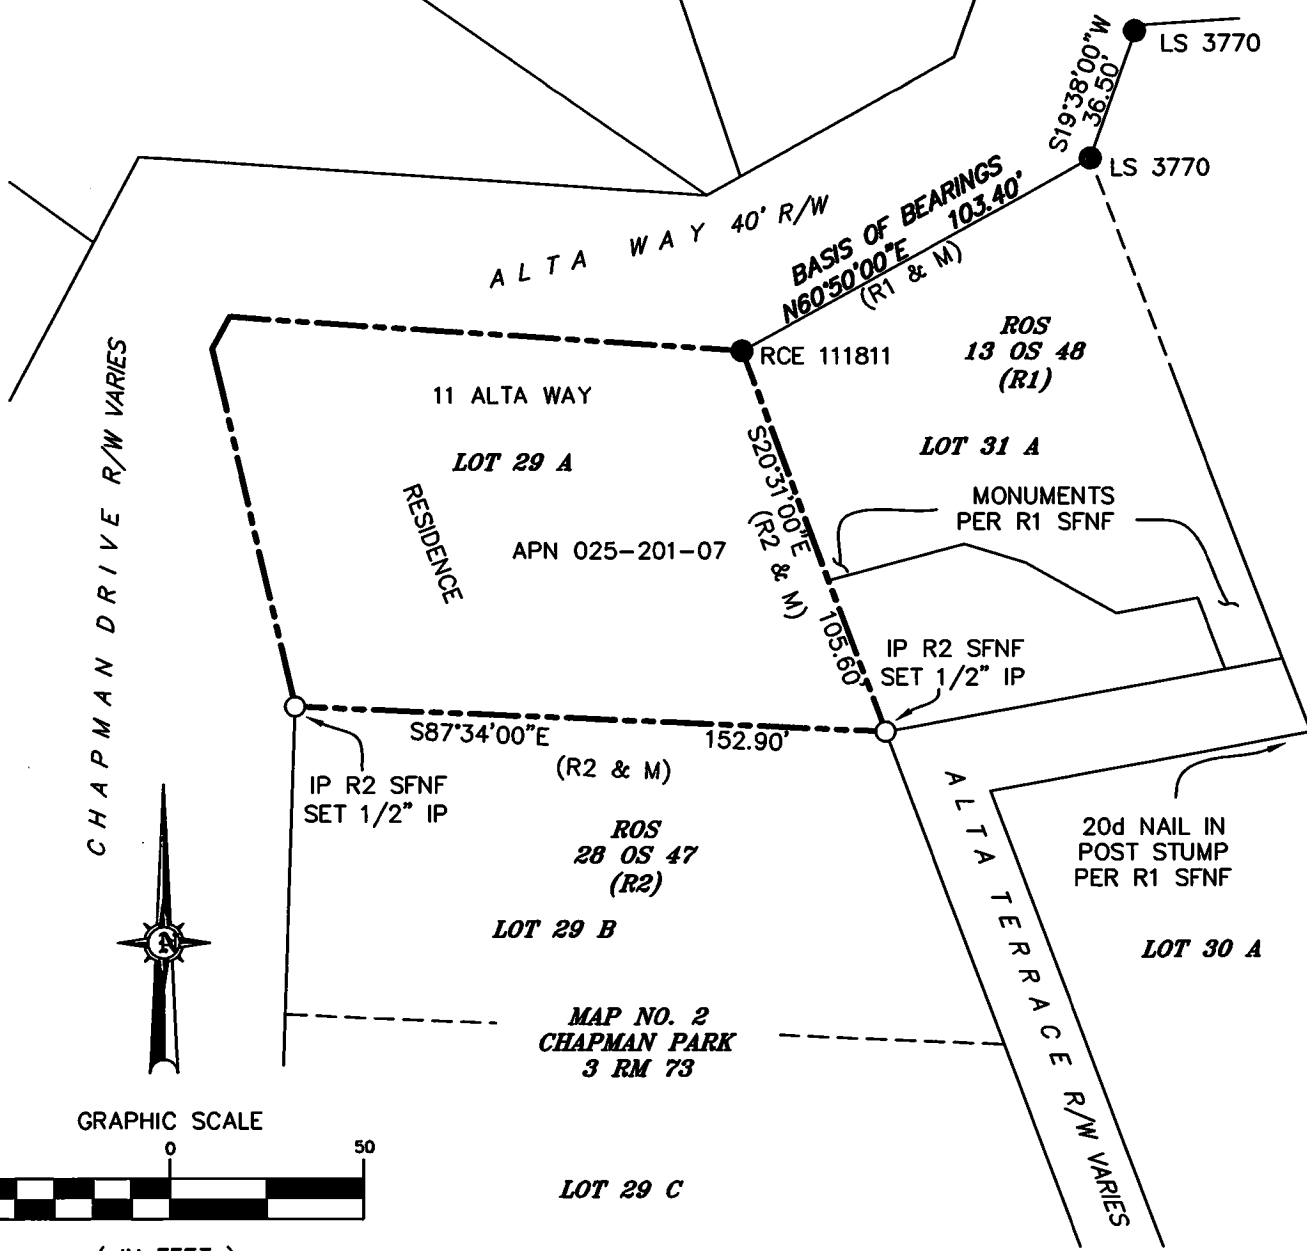 S19°38'00"W
36.50'
LS 3770
LS 3770
BASIS OF BEARINGS
N60°50'00"E 103.40'
(R1 & M)
ALTA WAY 40' R/W
RCE 111811
ROS
13 OS 48
(R1)
11 ALTA WAY
LOT 29 A
LOT 31 A
CHAPMAN DRIVE R/W VARIES
RESIDENCE
APN 025-201-07
S20°31'00"E 105.60'
(R2 & M)
MONUMENTS
PER R1 SFNF
IP R2 SFNF
SET 1/2" IP
S87°34'00"E 152.90'
(R2 & M)
IP R2 SFNF
SET 1/2" IP
ROS
28 OS 47
(R2)
LOT 29 B
ALTA TERRACE R/W VARIES
20d NAIL IN
POST STUMP
PER R1 SFNF
LOT 30 A
N
MAP NO. 2
CHAPMAN PARK
3 RM 73
GRAPHIC SCALE
0 50
LOT 29 C